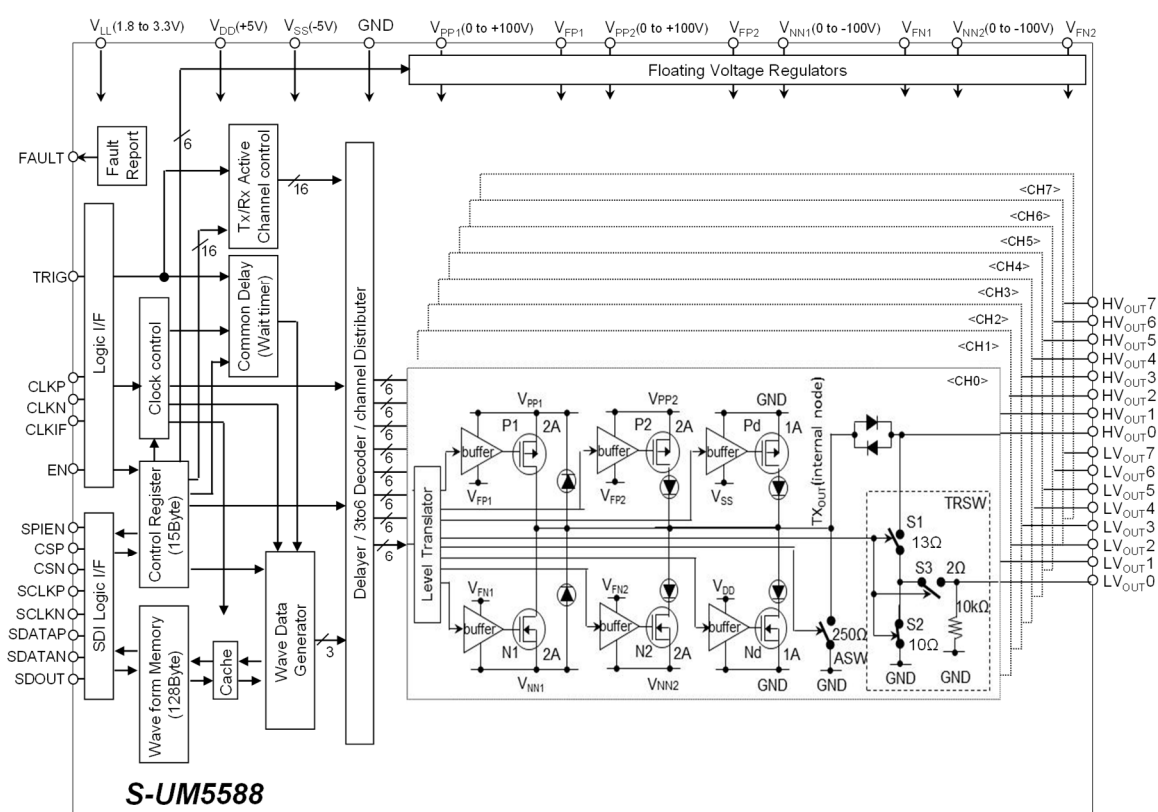 VLL(1.8 to 3.3V) VDD(+5V) VSS(-5V) GND VPP1(0 to +100V) VFP1 VPP2(0 to +100V) VFP2 VNN1(0 to -100V) VFN1 VNN2(0 to -100V) VFN2
Floating Voltage Regulators
6
FAULT
Fault Report
Tx/Rx Active Channel control
16
16
TRIG
Logic I/F
Common Delay (Wait timer)
Clock control
CLKP
CLKN
CLKIF
EN
Control Register (15Byte)
SPIEN
CSP
CSN
SCLKP
SCLKN
SDATAP
SDATAN
SDOUT
SDI Logic I/F
Wave form Memory (128Byte)
Cache
Wave Data Generator
3
Delayer / 3to6 Decoder / channel Distributer
6
6
6
6
6
6
6
6
<CH7>
<CH6>
<CH5>
<CH4>
<CH3>
<CH2>
<CH1>
<CH0>
Level Translator
VPP1 VPP2 GND
P1 2A P2 2A Pd 1A
buffer buffer buffer
VFP1 VFP2 VSS
TXOUT(internal node)
VFN1 VFN2 VDD
buffer buffer buffer
N1 2A N2 2A Nd 1A
VNN1 VNN2 GND
250Ω
ASW
GND
TRSW
S1
13Ω
S3 2Ω
10kΩ
S2
10Ω
GND GND
HVOUT7
HVOUT6
HVOUT5
HVOUT4
HVOUT3
HVOUT2
HVOUT1
HVOUT0
LVOUT7
LVOUT6
LVOUT5
LVOUT4
LVOUT3
LVOUT2
LVOUT1
LVOUT0
S-UM5588